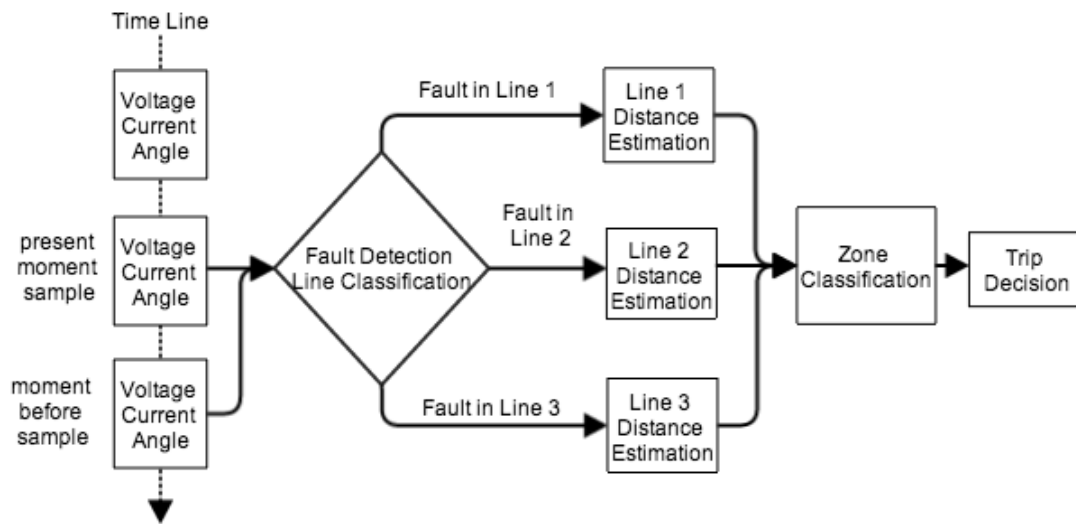 Time Line
Voltage
Current
Angle
present
moment
sample
Voltage
Current
Angle
moment
before
sample
Voltage
Current
Angle
Fault Detection
Line Classification
Fault in Line 1
Fault in
Line 2
Fault in Line 3
Line 1
Distance
Estimation
Line 2
Distance
Estimation
Line 3
Distance
Estimation
Zone
Classification
Trip
Decision